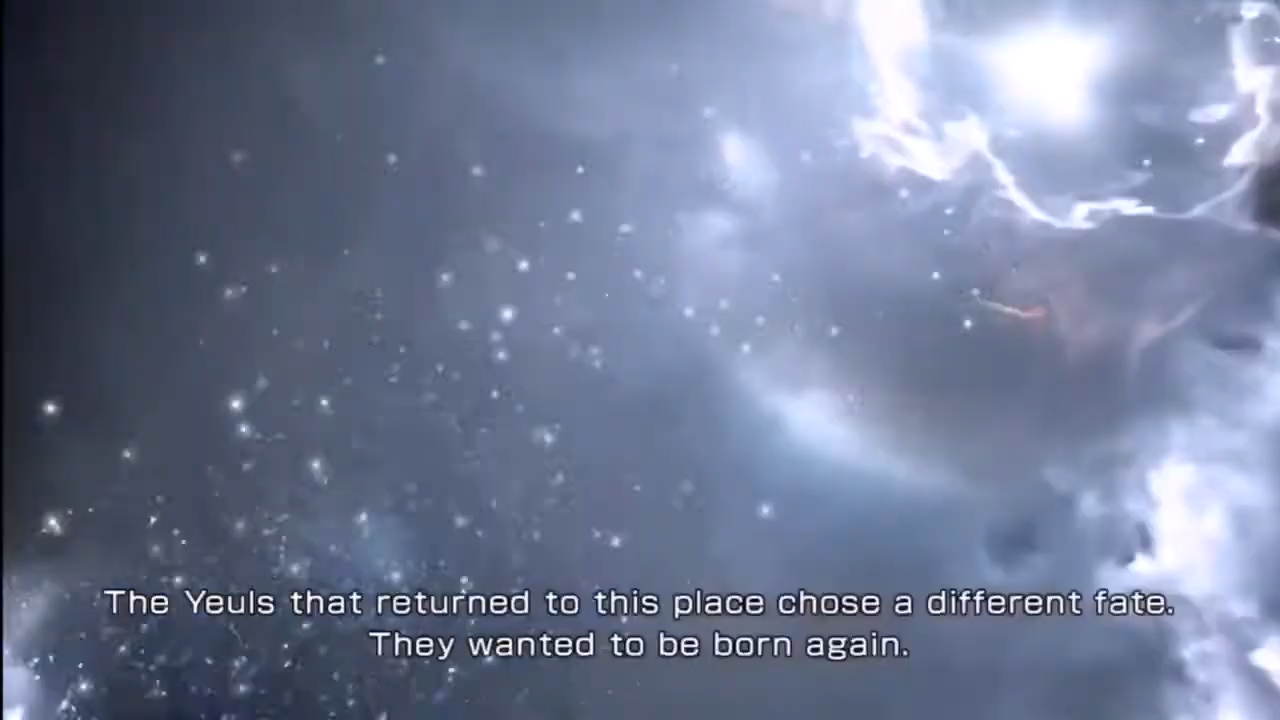 The Yeuls that returned to this place chose a different fate.
They wanted to be born again.